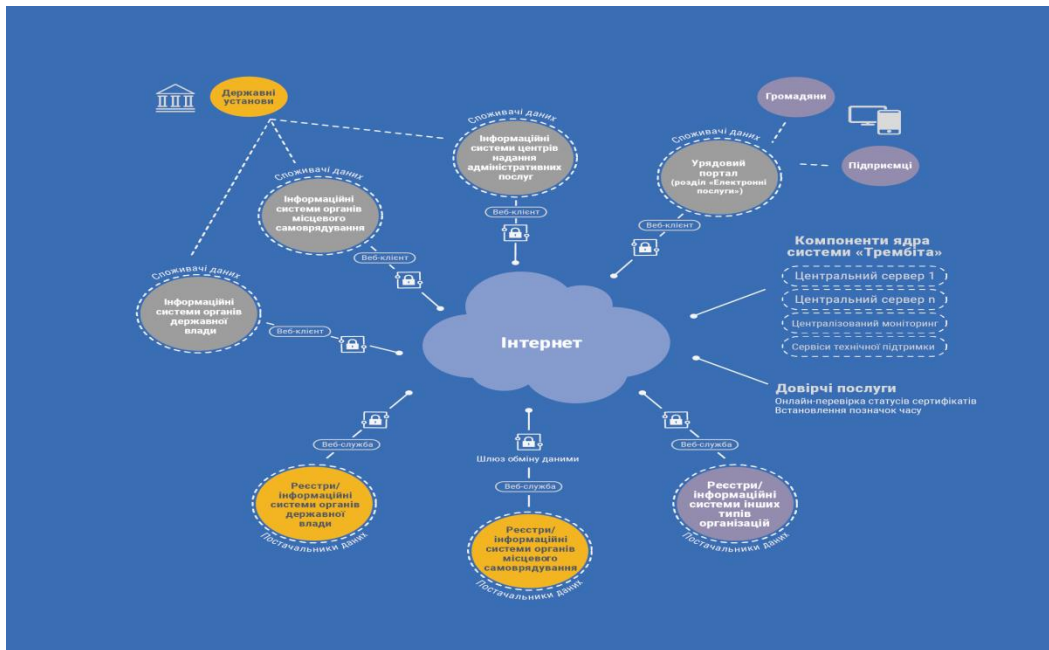 Державні
установи
Громадяни
Підприємці
Споживачі даних
Інформаційні
системи центрів
надання
адміністративних
послуг
Веб-клієнт
Споживачі даних
Урядовий
портал
(розділ «Електронні
послуги»)
Веб-клієнт
Споживачі даних
Інформаційні
системи органів
місцевого
самоврядування
Веб-клієнт
Споживачі даних
Інформаційні
системи органів
державної
влади
Веб-клієнт
Інтернет
Компоненти ядра
системи «Трембіта»
Центральний сервер 1
Центральний сервер n
Централізований моніторинг
Сервіси технічної підтримки
Довірчі послуги
Онлайн-перевірка статусів сертифікатів
Встановлення позначок часу
Веб-служба
Реєстри/
інформаційні
системи органів
державної
влади
Постачальники даних
Шлюз обміну даними
Веб-служба
Реєстри/
інформаційні
системи органів
місцевого
самоврядування
Постачальники даних
Веб-служба
Реєстри/
інформаційні
системи інших
типів
організацій
Постачальники даних